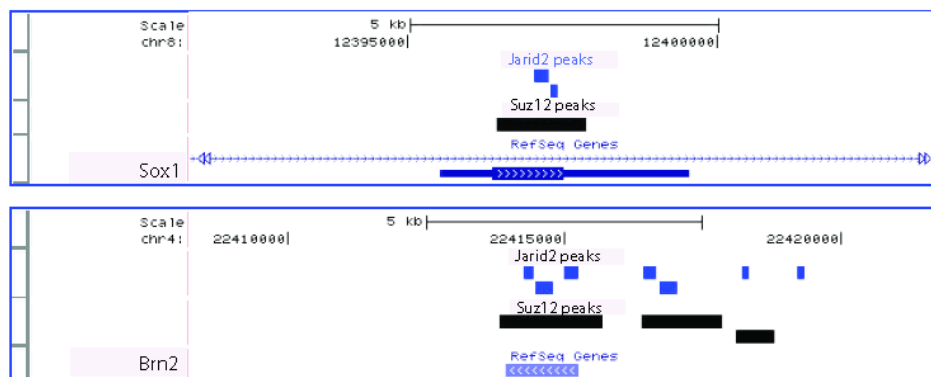 Scale 5 kb
chr8: 12395000| 12400000|
Jarid2 peaks
Suz12 peaks
RefSeq Genes
Sox1
Scale 5 kb
chr4: 22410000| 22415000| 22420000|
Jarid2 peaks
Suz12 peaks
RefSeq Genes
Brn2